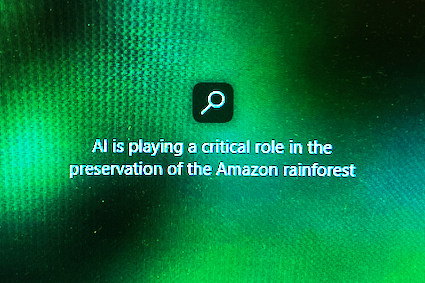 AI is playing a critical role in the
preservation of the Amazon rainforest